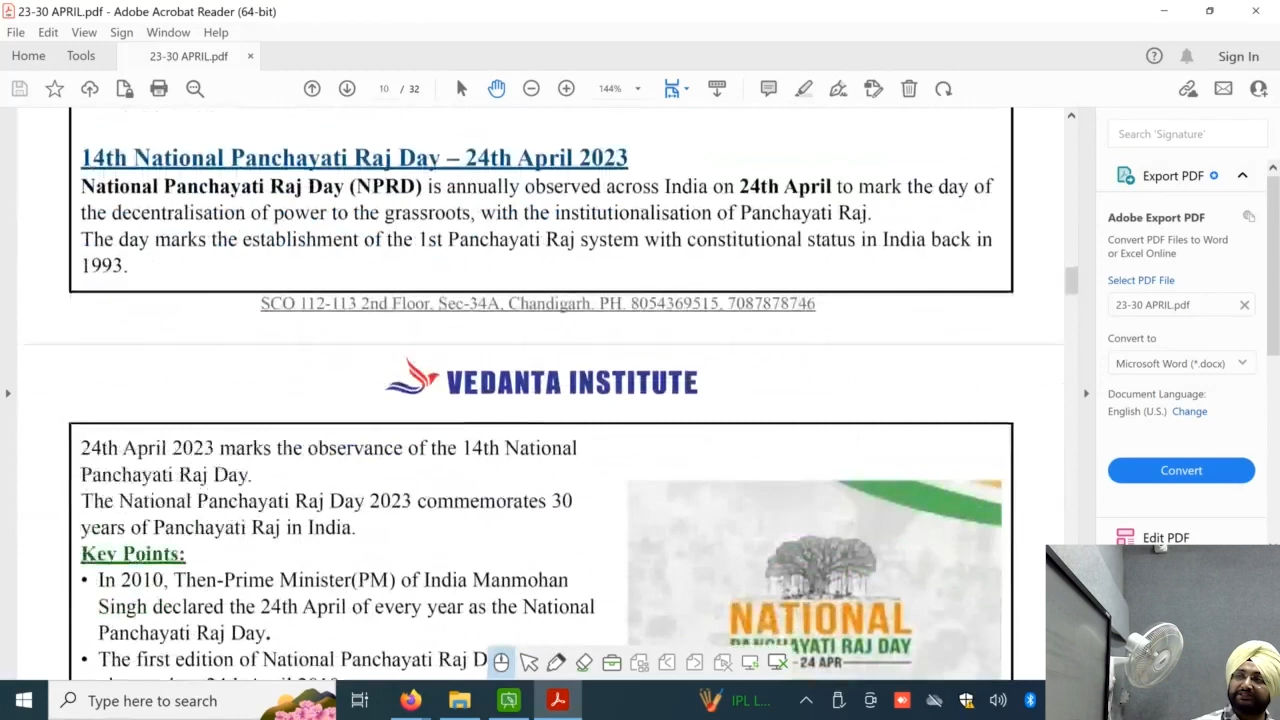 23-30 APRIL.pdf - Adobe Acrobat Reader (64-bit)
File Edit View Sign Window Help
Home Tools 23-30 APRIL.pdf × Sign In
10 / 32 144%
14th National Panchayati Raj Day – 24th April 2023
National Panchayati Raj Day (NPRD) is annually observed across India on 24th April to mark the day of
the decentralisation of power to the grassroots, with the institutionalisation of Panchayati Raj.
The day marks the establishment of the 1st Panchayati Raj system with constitutional status in India back in
1993.
SCO 112-113 2nd Floor, Sec-34A, Chandigarh. PH. 8054369515, 7087878746
VEDANTA INSTITUTE
24th April 2023 marks the observance of the 14th National
Panchayati Raj Day.
The National Panchayati Raj Day 2023 commemorates 30
years of Panchayati Raj in India.
Key Points:
• In 2010, Then-Prime Minister(PM) of India Manmohan
Singh declared the 24th April of every year as the National
Panchayati Raj Day.
• The first edition of National Panchayati Raj D
NATIONAL
PANCHAYATI RAJ DAY
24 APR
Search 'Signature'
Export PDF
Adobe Export PDF
Convert PDF Files to Word
or Excel Online
Select PDF File
23-30 APRIL.pdf
Convert to
Microsoft Word (*.docx)
Document Language:
English (U.S.) Change
Convert
Edit PDF
Type here to search
IPL L...